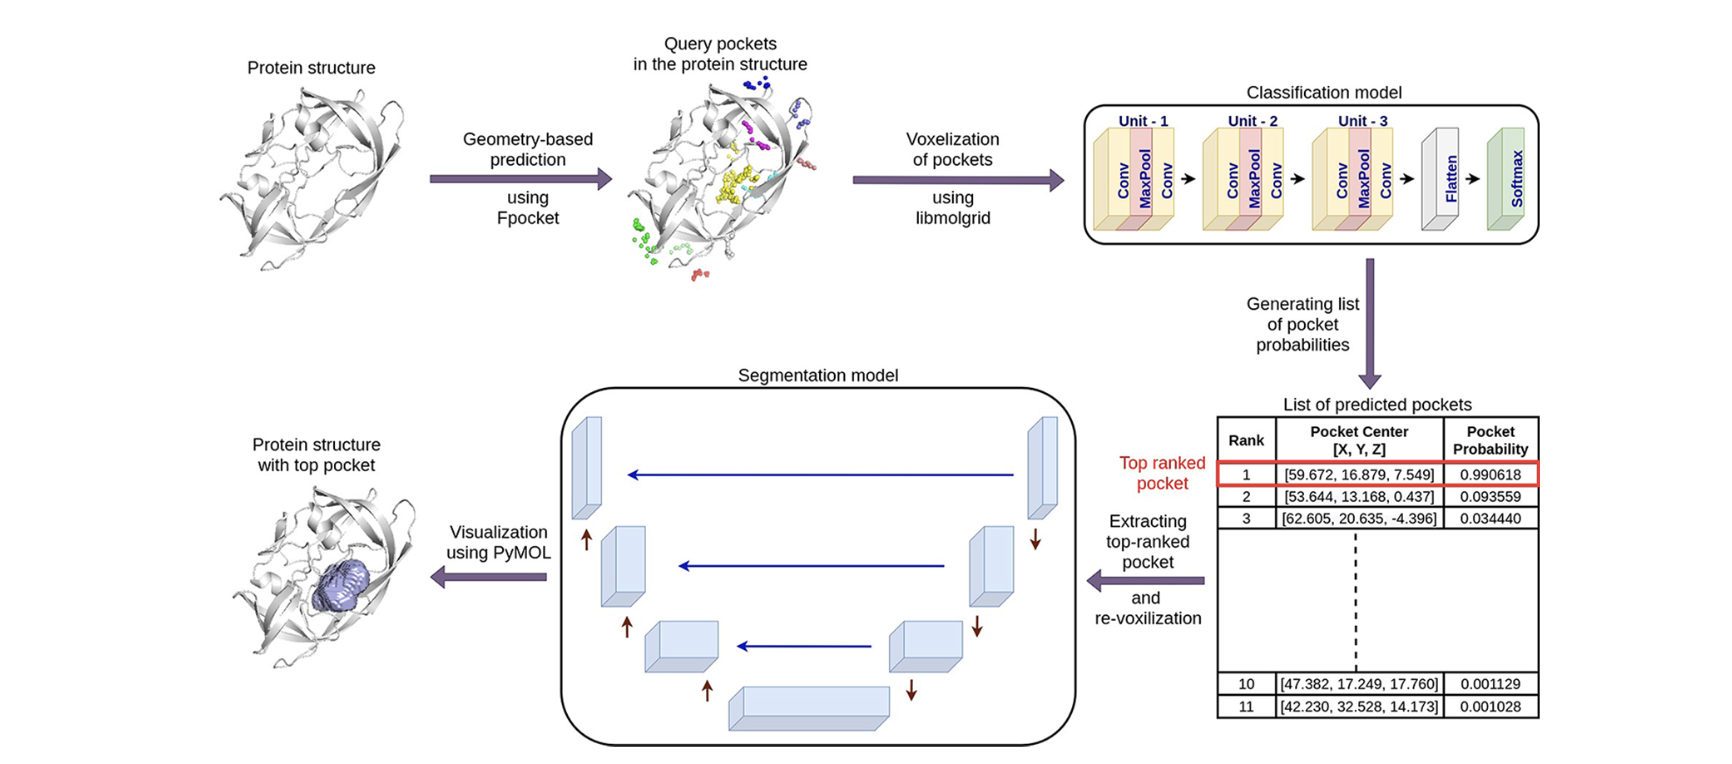 Protein structure
Geometry-based
prediction
using
Fpocket
Query pockets
in the protein structure
Voxelization
of pockets
using
libmolgrid
Classification model
Unit - 1
Unit - 2
Unit - 3
Conv
MaxPool
Conv
Conv
MaxPool
Conv
Conv
MaxPool
Conv
Flatten
Softmax
Generating list
of pocket
probabilities
List of predicted pockets
Rank
Pocket Center
[X, Y, Z]
Pocket
Probability
1 [59.672, 16.879, 7.549] 0.990618
2 [53.644, 13.168, 0.437] 0.093559
3 [62.605, 20.635, -4.396] 0.034440
10 [47.382, 17.249, 17.760] 0.001129
11 [42.230, 32.528, 14.173] 0.001028
Top ranked
pocket
Extracting
top-ranked
pocket
and
re-voxilization
Segmentation model
Visualization
using PyMOL
Protein structure
with top pocket